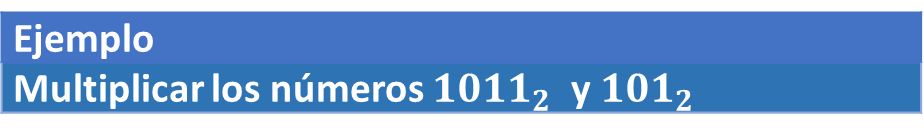 Ejemplo
Multiplicar los números 1011₂ y 101₂